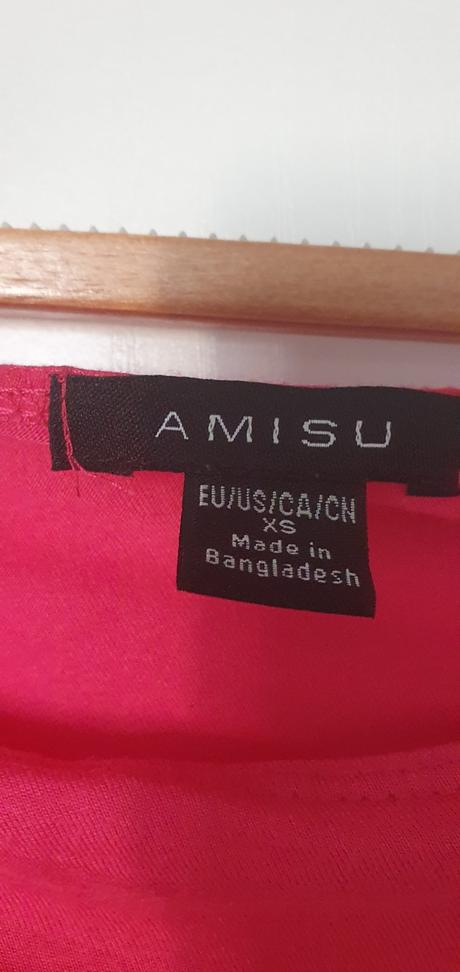 AMISU
EU/US/CA/CN
XS
Made in
Bangladesh